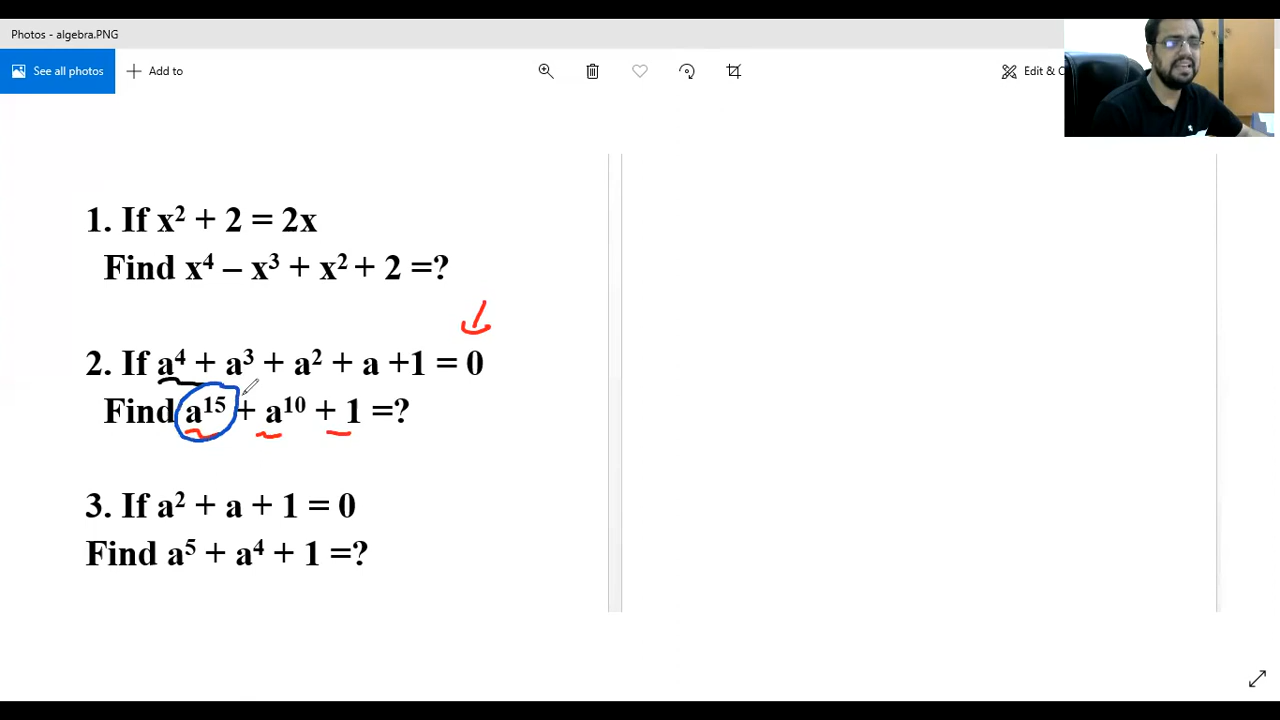 Photos - algebra.PNG
See all photos
Add to
Edit & C
1. If x² + 2 = 2x
Find x⁴ – x³ + x² + 2 =?
2. If a⁴ + a³ + a² + a +1 = 0
Find a¹⁵ + a¹⁰ + 1 =?
3. If a² + a + 1 = 0
Find a⁵ + a⁴ + 1 =?